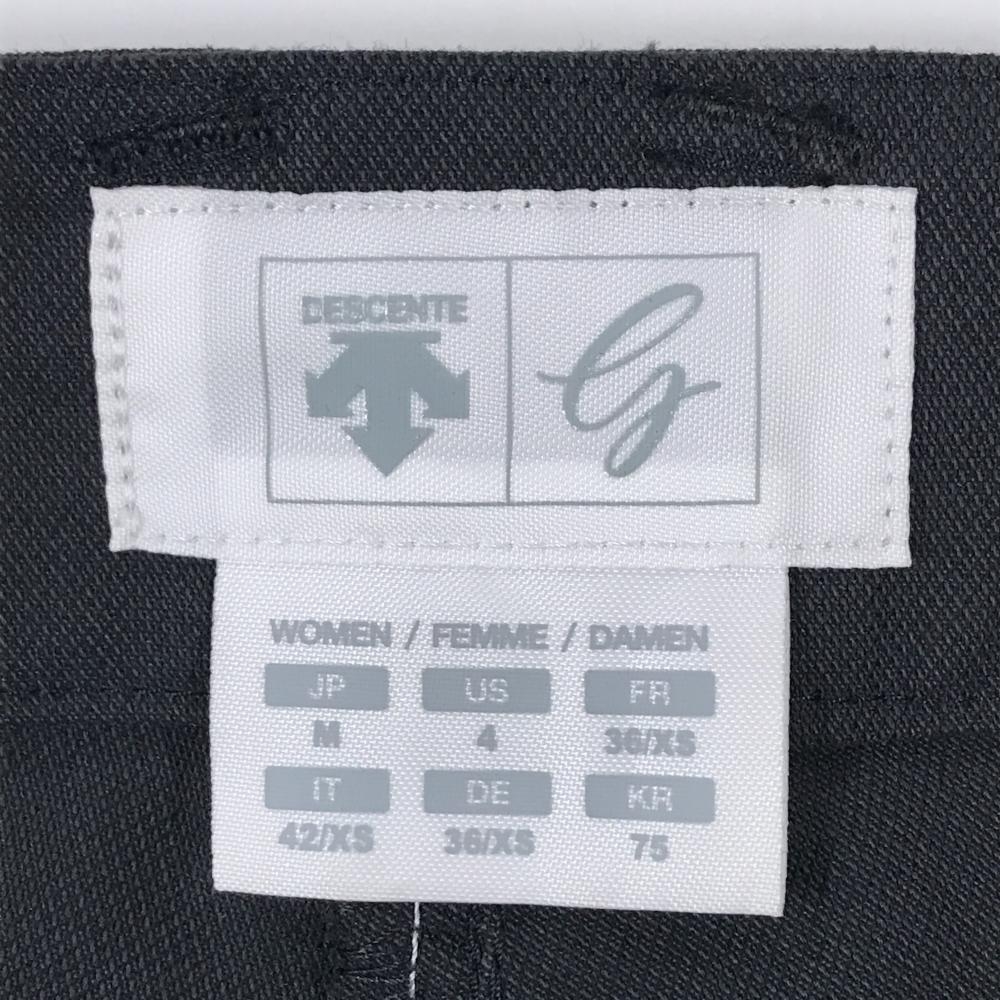 DESCENTE
G
WOMEN / FEMME / DAMEN
JP US FR
M 4 36/XS
IT DE KR
42/XS 36/XS 75